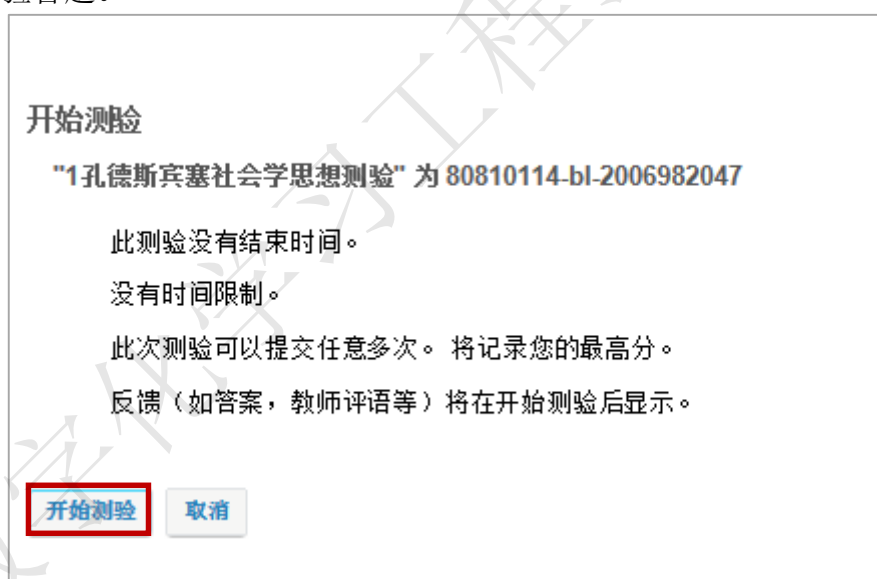 验答题。
开始测验
"1孔德斯宾塞社会学思想测验" 为 80810114-bl-2006982047
此测验没有结束时间。
没有时间限制。
此次测验可以提交任意多次。 将记录您的最高分。
反馈（如答案，教师评语等）将在开始测验后显示。
开始测验 取消